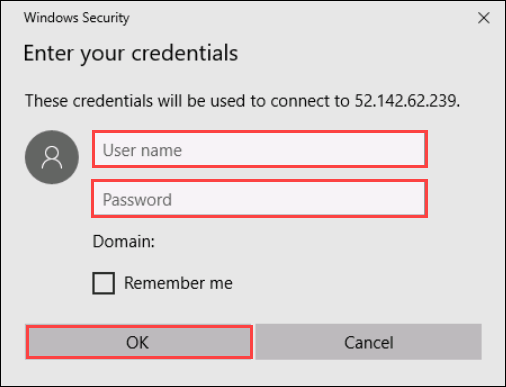 Windows Security
Enter your credentials
These credentials will be used to connect to 52.142.62.239.
User name
Password
Domain:
Remember me
OK
Cancel